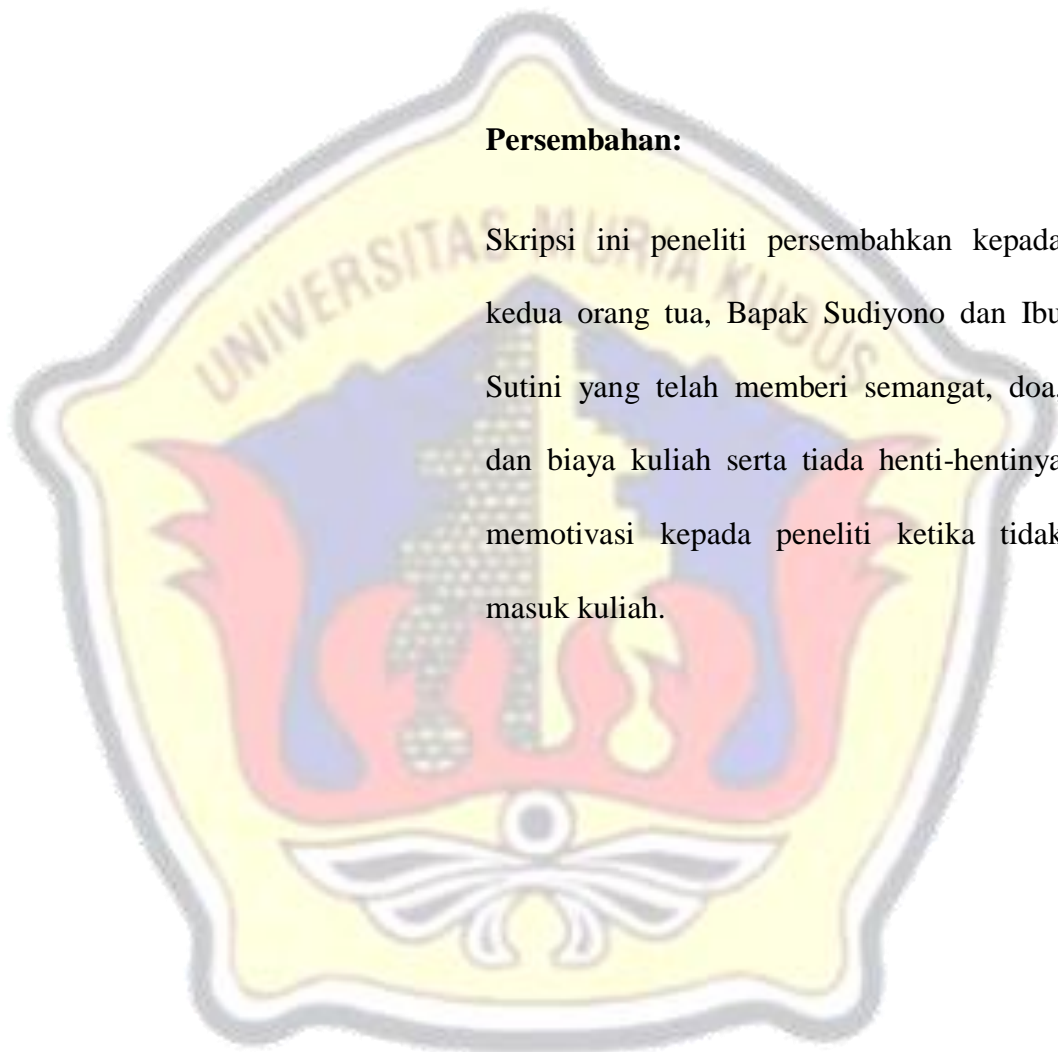 Persembahan:
UNIVERSITAS MURIA KUDUS
Skripsi ini peneliti persembahkan kepada
kedua orang tua, Bapak Sudiyono dan Ibu
Sutini yang telah memberi semangat, doa,
dan biaya kuliah serta tiada henti-hentinya
memotivasi kepada peneliti ketika tidak
masuk kuliah.